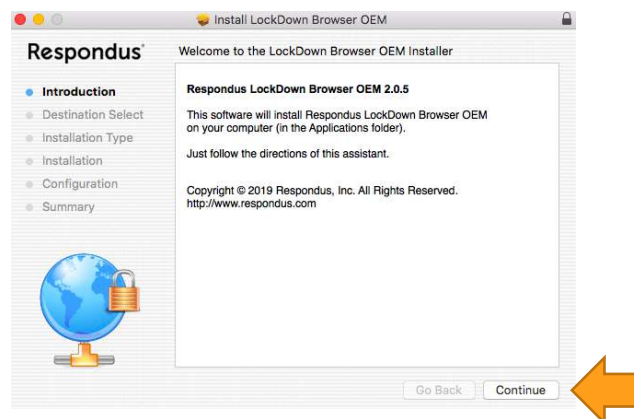 Install LockDown Browser OEM
Respondus
Welcome to the LockDown Browser OEM Installer
Introduction
Destination Select
Installation Type
Installation
Configuration
Summary
Respondus LockDown Browser OEM 2.0.5
This software will install Respondus LockDown Browser OEM
on your computer (in the Applications folder).
Just follow the directions of this assistant.
Copyright © 2019 Respondus, Inc. All Rights Reserved.
http://www.respondus.com
Go Back
Continue